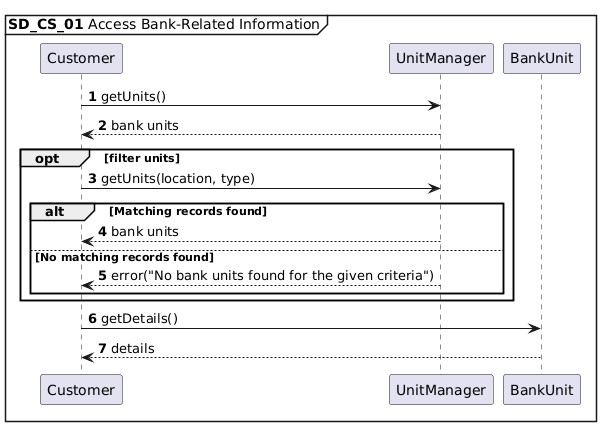 SD_CS_01 Access Bank-Related Information
Customer UnitManager BankUnit
1 getUnits()
2 bank units
opt [filter units]
3 getUnits(location, type)
alt [Matching records found]
4 bank units
[No matching records found]
5 error("No bank units found for the given criteria")
6 getDetails()
7 details
Customer UnitManager BankUnit